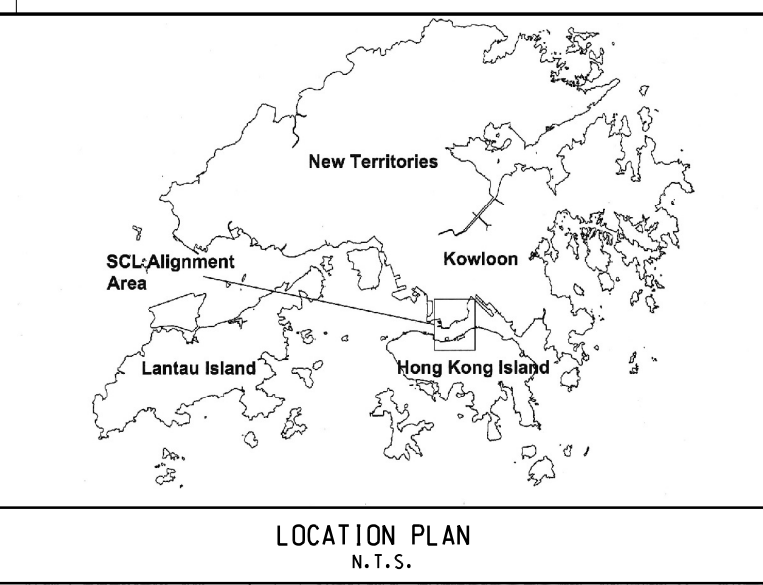 New Territories
SCL Alignment
Area
Kowloon
Lantau Island
Hong Kong Island
LOCATION PLAN
N.T.S.